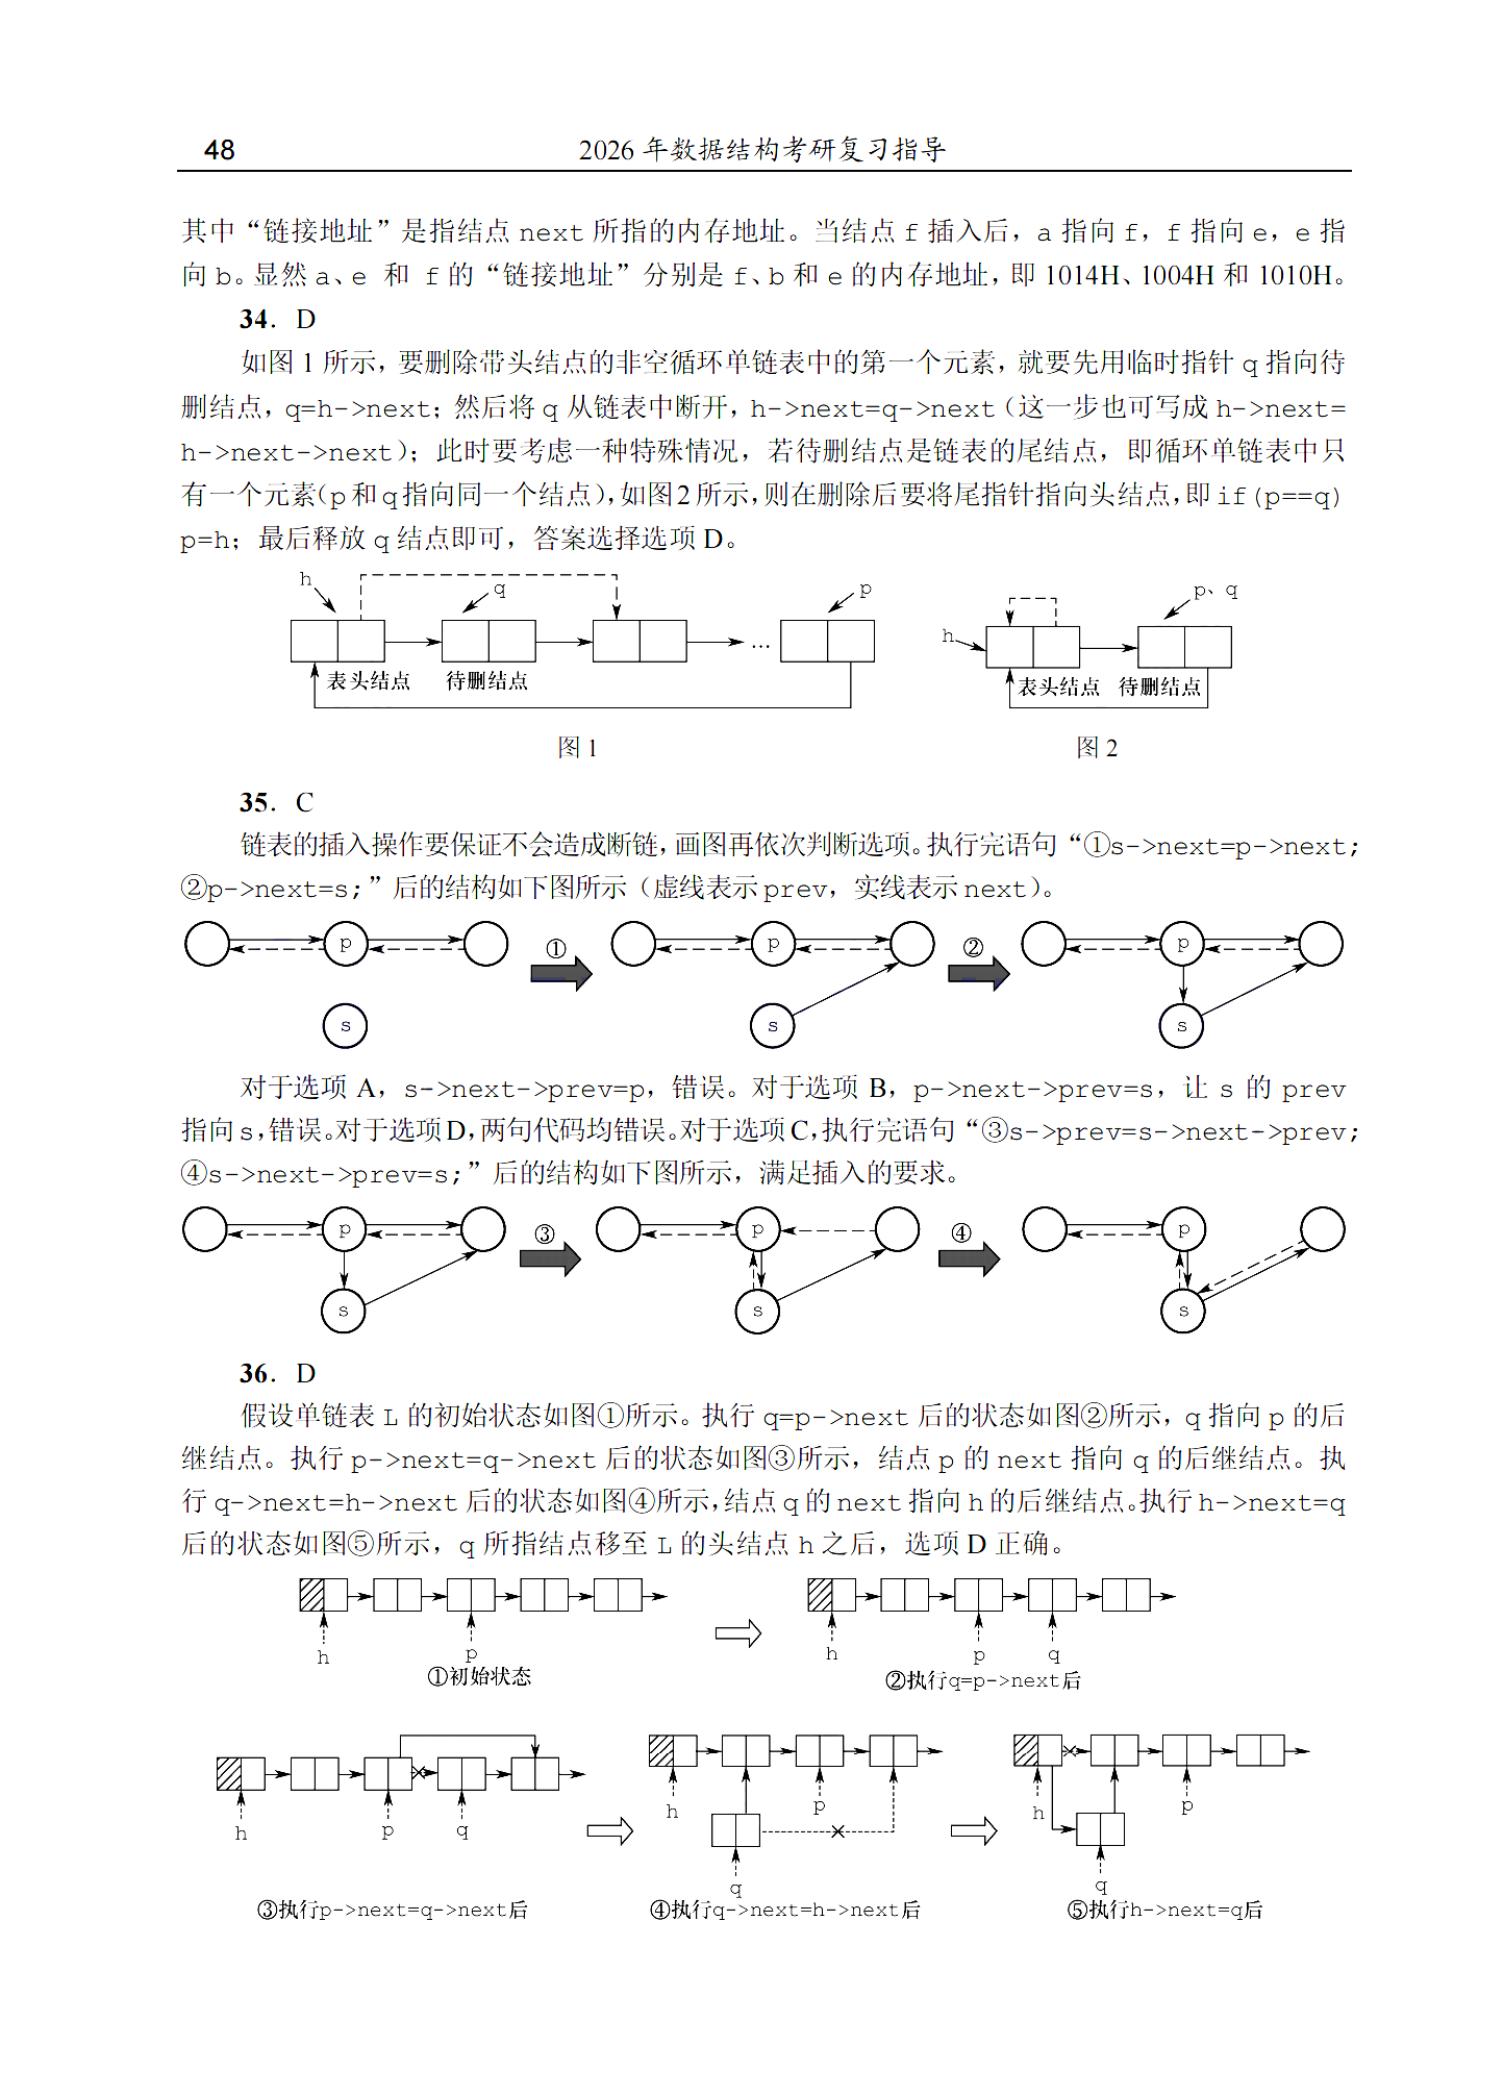 48
2026 年数据结构考研复习指导
其中“链接地址”是指结点 next 所指的内存地址。当结点 f 插入后，a 指向 f，f 指向 e，e 指
向 b。显然 a、e 和 f 的“链接地址”分别是 f、b 和 e 的内存地址，即 1014H、1004H 和 1010H。
34. D
如图 1 所示，要删除带头结点的非空循环单链表中的第一个元素，就要先用临时指针 q 指向待
删结点，q=h->next；然后将 q 从链表中断开，h->next=q->next（这一步也可写成 h->next=
h->next->next）；此时要考虑一种特殊情况，若待删结点是链表的尾结点，即循环单链表中只
有一个元素（p 和 q 指向同一个结点），如图 2 所示，则在删除后要将尾指针指向头结点，即 if(p==q)
p=h；最后释放 q 结点即可，答案选择选项 D。
h
q
p
表头结点 待删结点
...
图 1
h
p、q
表头结点 待删结点
图 2
35. C
链表的插入操作要保证不会造成断链，画图再依次判断选项。执行完语句“①s->next=p->next;
②p->next=s;”后的结构如下图所示（虚线表示 prev，实线表示 next）。
p ① p ② p
s s s
对于选项 A，s->next->prev=p，错误。对于选项 B，p->next->prev=s，让 s 的 prev
指向 s，错误。对于选项 D，两句代码均错误。对于选项 C，执行完语句“③s->prev=s->next->prev;
④s->next->prev=s;”后的结构如下图所示，满足插入的要求。
p ③ p ④ p
s s s
36. D
假设单链表 L 的初始状态如图①所示。执行 q=p->next 后的状态如图②所示，q 指向 p 的后
继结点。执行 p->next=q->next 后的状态如图③所示，结点 p 的 next 指向 q 的后继结点。执
行 q->next=h->next 后的状态如图④所示，结点 q 的 next 指向 h 的后继结点。执行 h->next=q
后的状态如图⑤所示，q 所指结点移至 L 的头结点 h 之后，选项 D 正确。
h p
①初始状态
h p q
②执行q=p->next后
h p q
③执行p->next=q->next后
h p
q
④执行q->next=h->next后
h p
q
⑤执行h->next=q后